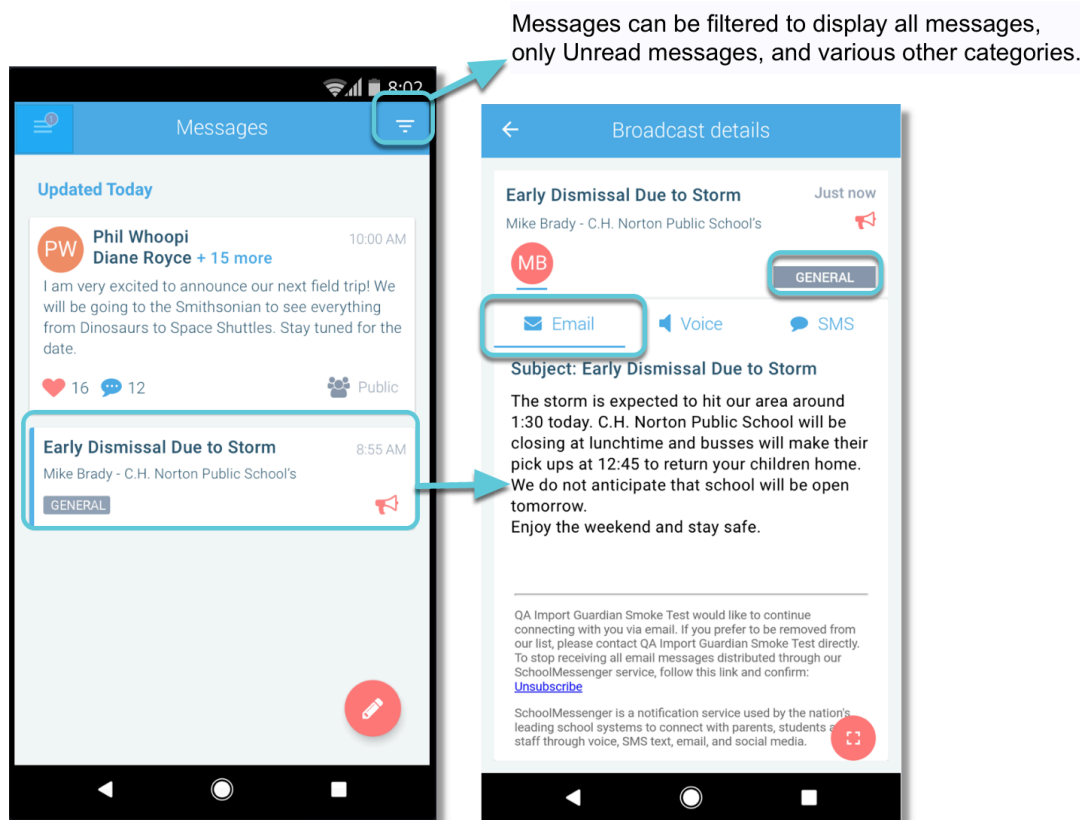 Messages can be filtered to display all messages,
only Unread messages, and various other categories.
8:02
1
Messages
Updated Today
PW
Phil Whoopi
10:00 AM
Diane Royce + 15 more
I am very excited to announce our next field trip! We
will be going to the Smithsonian to see everything
from Dinosaurs to Space Shuttles. Stay tuned for the
date.
16
12
Public
Early Dismissal Due to Storm
8:55 AM
Mike Brady - C.H. Norton Public School's
GENERAL
Broadcast details
Early Dismissal Due to Storm
Just now
Mike Brady - C.H. Norton Public School's
MB
GENERAL
Email
Voice
SMS
Subject: Early Dismissal Due to Storm
The storm is expected to hit our area around
1:30 today. C.H. Norton Public School will be
closing at lunchtime and busses will make their
pick ups at 12:45 to return your children home.
We do not anticipate that school will be open
tomorrow.
Enjoy the weekend and stay safe.
QA Import Guardian Smoke Test would like to continue
connecting with you via email. If you prefer to be removed from
our list, please contact QA Import Guardian Smoke Test directly.
To stop receiving all email messages distributed through our
SchoolMessenger service, follow this link and confirm:
Unsubscribe
SchoolMessenger is a notification service used by the nation's
leading school systems to connect with parents, students a
staff through voice, SMS text, email, and social media.